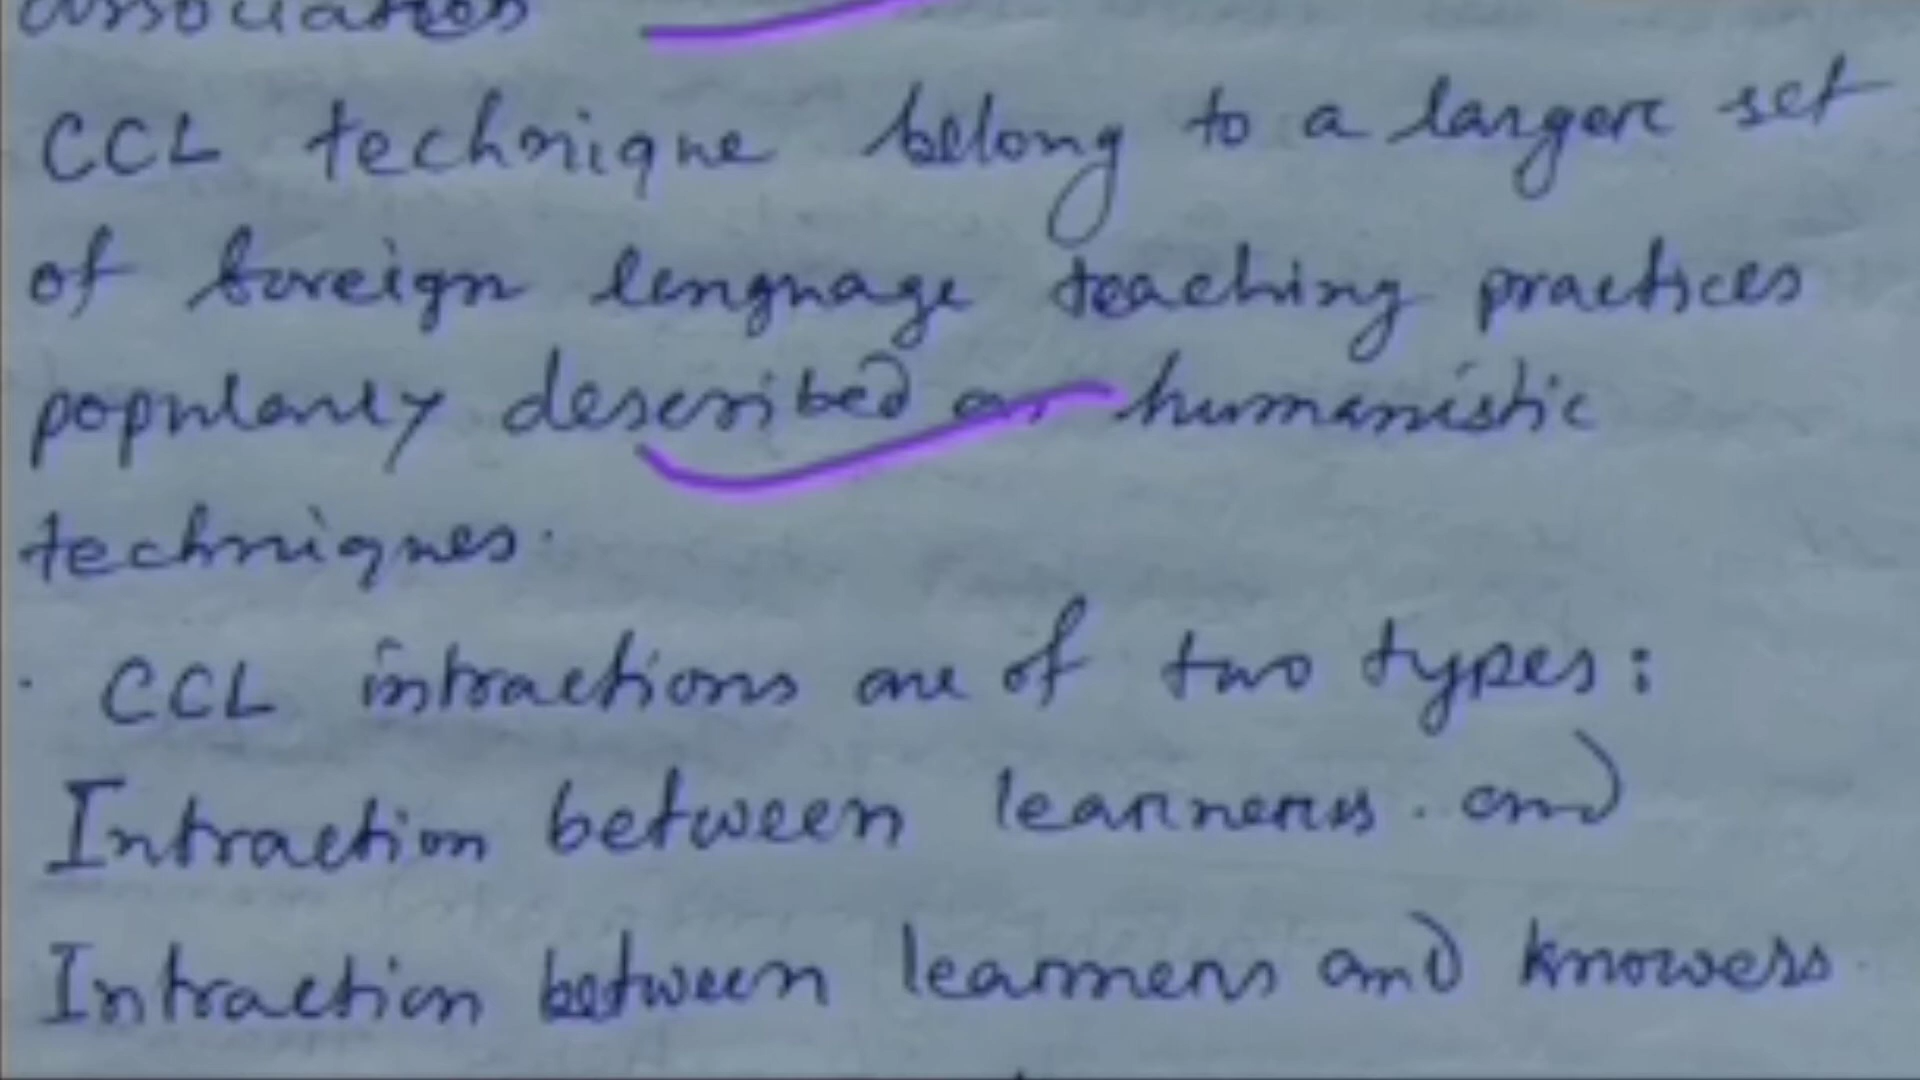 CCL technique belong to a larger set
of foreign lenguage teaching practices
popularly described as humanistic
techniques.
· CCL intractions are of two types:
Intraction between learners. and
Intraction between learners and knowers